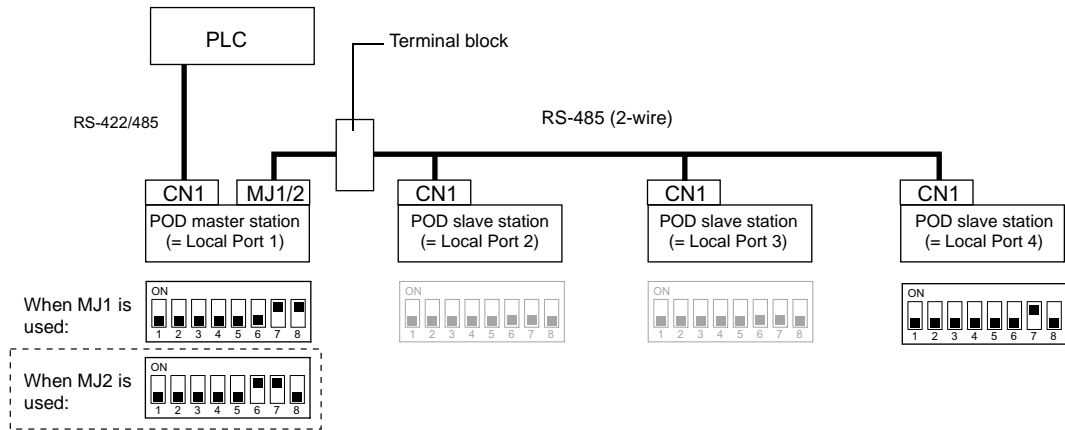 PLC
Terminal block
RS-422/485
RS-485 (2-wire)
CN1 MJ1/2 CN1 CN1 CN1
POD master station
(= Local Port 1)
POD slave station
(= Local Port 2)
POD slave station
(= Local Port 3)
POD slave station
(= Local Port 4)
When MJ1 is
used:
ON
1 2 3 4 5 6 7 8
1 2 3 4 5 6 7 8
1 2 3 4 5 6 7 8
ON
1 2 3 4 5 6 7 8
When MJ2 is
used:
ON
1 2 3 4 5 6 7 8